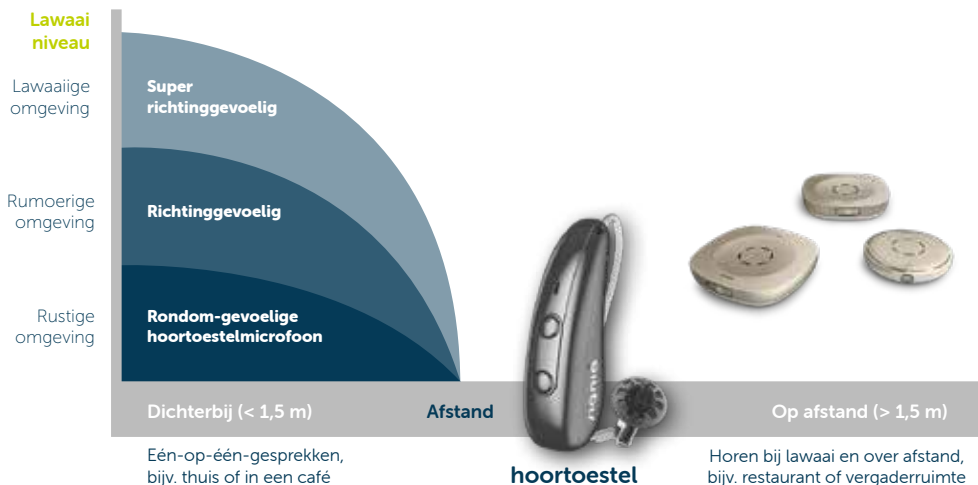 Lawaai
niveau
Lawaaiige
omgeving
Super
richtinggevoelig
Rumoerige
omgeving
Richtinggevoelig
Rustige
omgeving
Rondom-gevoelige
hoortoestelmicrofoon
Dichterbij (< 1,5 m)
Afstand
Op afstand (> 1,5 m)
Eén-op-één-gesprekken,
bijv. thuis of in een café
hoortoestel
Horen bij lawaai en over afstand,
bijv. restaurant of vergaderruimte